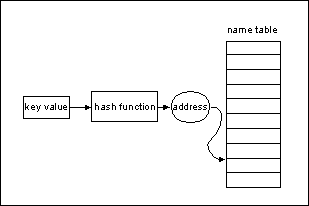 name table
key value
hash function
address